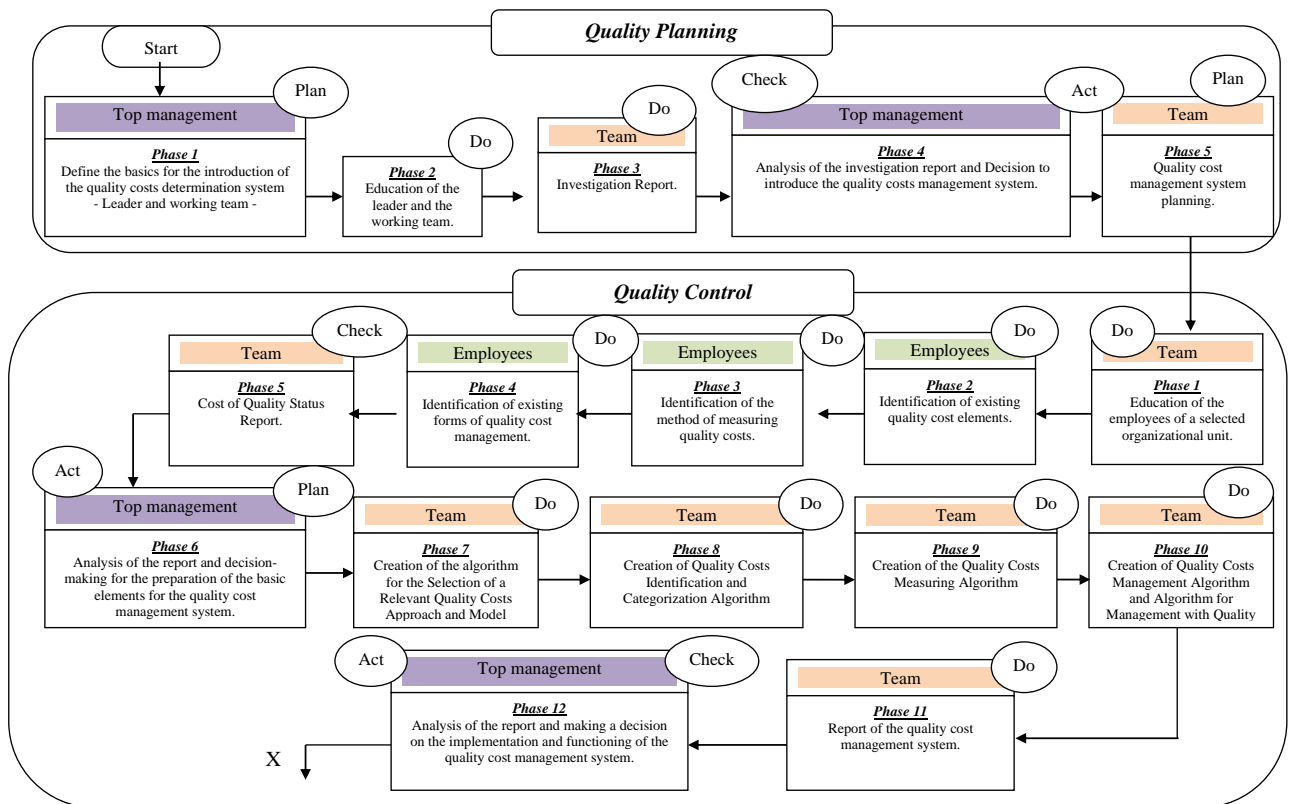 Quality Planning
Start
Plan
Top management
Phase 1
Define the basics for the introduction of
the quality costs determination system
- Leader and working team -
Do
Phase 2
Education of the
leader and the
working team.
Do
Team
Phase 3
Investigation Report.
Check
Act
Top management
Phase 4
Analysis of the investigation report and Decision to
introduce the quality costs management system.
Plan
Team
Phase 5
Quality cost
management system
planning.
Quality Control
Do
Team
Phase 1
Education of the
employees of a selected
organizational unit.
Do
Employees
Phase 2
Identification of existing
quality cost elements.
Do
Employees
Phase 3
Identification of the
method of measuring
quality costs.
Do
Employees
Phase 4
Identification of existing
forms of quality cost
management.
Check
Team
Phase 5
Cost of Quality Status
Report.
Act
Plan
Top management
Phase 6
Analysis of the report and decision-
making for the preparation of the basic
elements for the quality cost
management system.
Do
Team
Phase 7
Creation of the algorithm
for the Selection of a
Relevant Quality Costs
Approach and Model
Do
Team
Phase 8
Creation of Quality Costs
Identification and
Categorization Algorithm
Do
Team
Phase 9
Creation of the Quality Costs
Measuring Algorithm
Do
Team
Phase 10
Creation of Quality Costs
Management Algorithm
and Algorithm for
Management with Quality
Do
Team
Phase 11
Report of the quality cost
management system.
Act
Check
Top management
Phase 12
Analysis of the report and making a decision
on the implementation and functioning of the
quality cost management system.
X